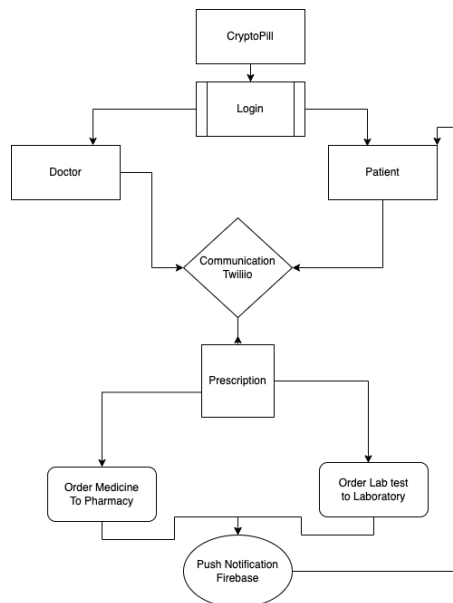 CryptoPill
Login
Doctor
Patient
Communication
Twiliio
Prescription
Order Medicine
To Pharmacy
Order Lab test
to Laboratory
Push Notification
Firebase